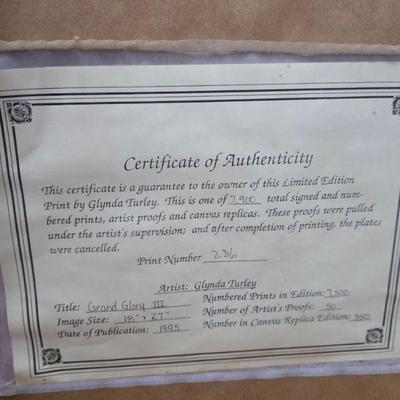 Certificate of Authenticity
This certificate is a guarantee to the owner of this Limited Edition
Print by Glynda Turley. This is one of 7,900 total signed and num-
bered prints, artist proofs and canvas replicas. These proofs were pulled
under the artist's supervision; and after completion of printing, the plates
were cancelled.
Print Number 286
Artist: Glynda Turley
Title: Grand Glory III
Numbered Prints in Edition: 7,500
Image Size: 18" x 27"
Number of Artist's Proofs: 50
Date of Publication: 1995
Number in Canvas Replica Edition: 350